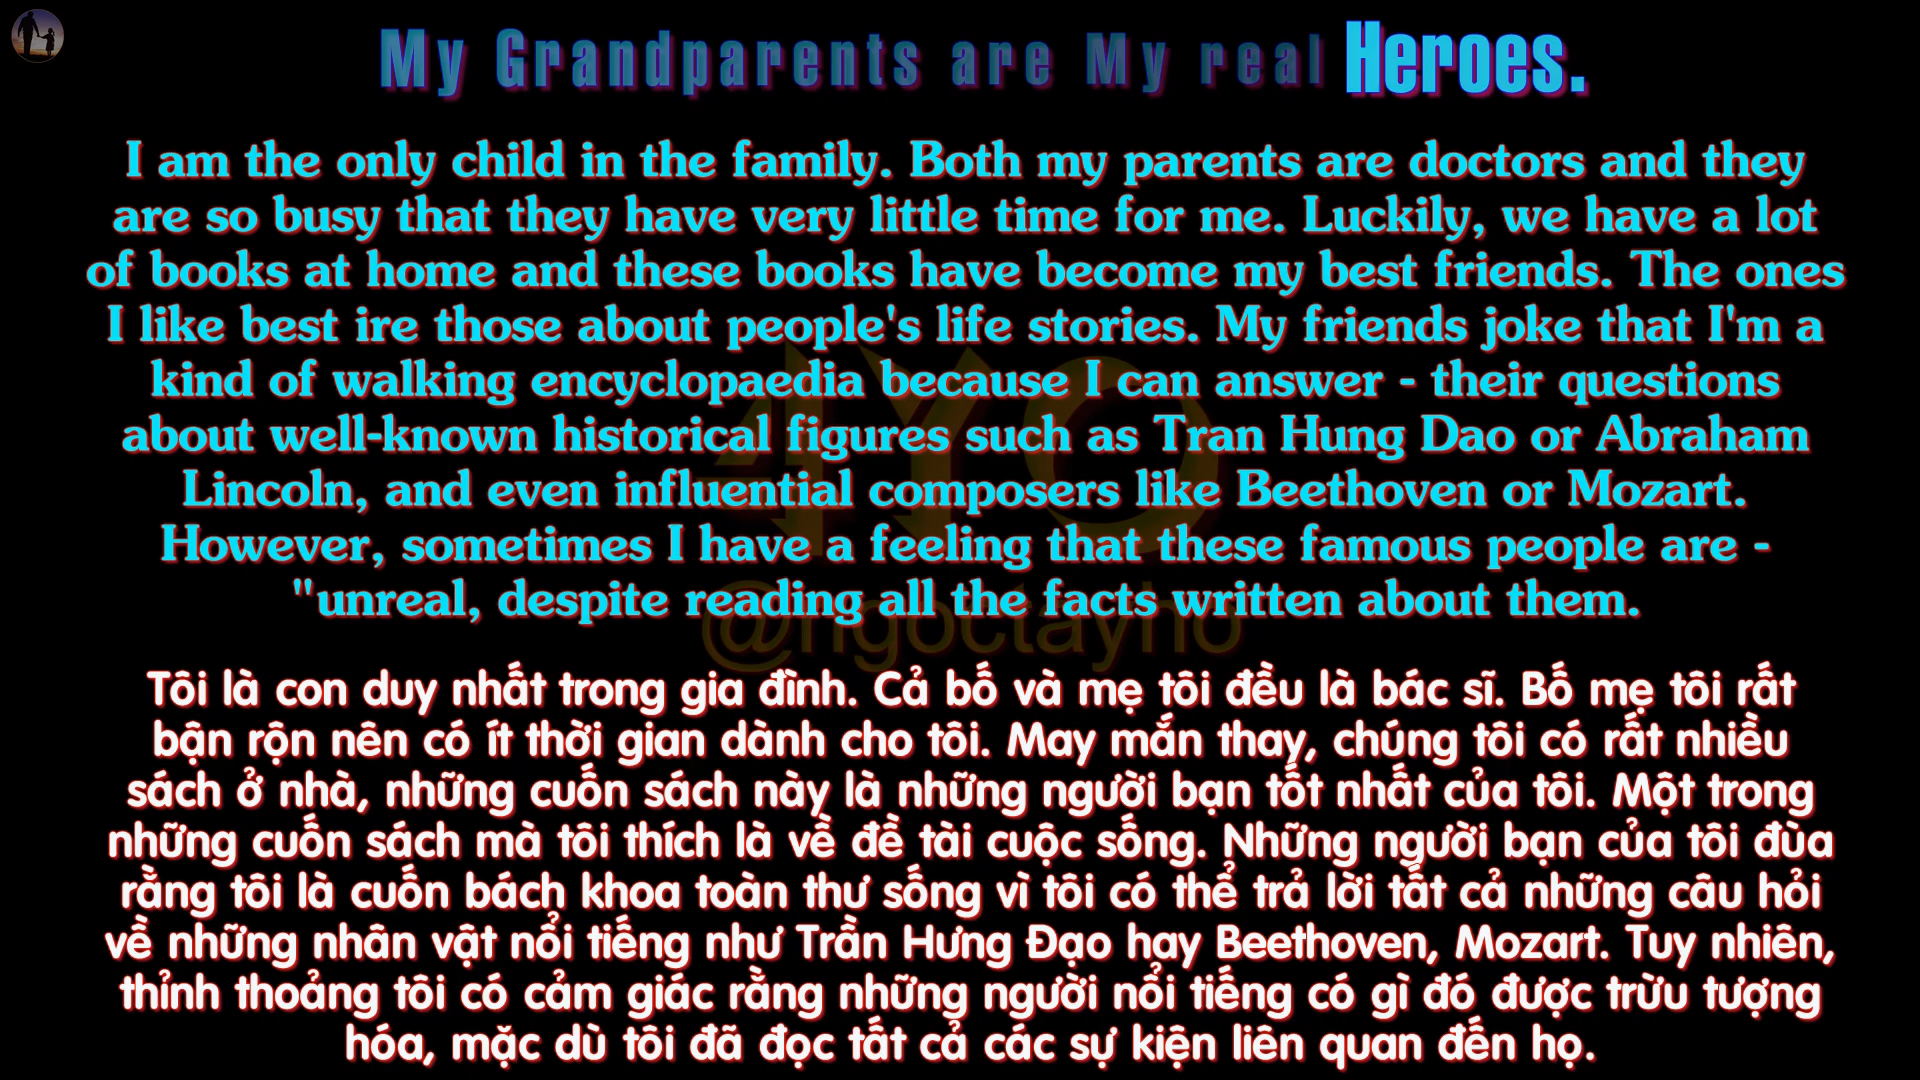 My Grandparents are My real Heroes.
I am the only child in the family. Both my parents are doctors and they
are so busy that they have very little time for me. Luckily, we have a lot
of books at home and these books have become my best friends. The ones
I like best ire those about people's life stories. My friends joke that I'm a
kind of walking encyclopaedia because I can answer - their questions
about well-known historical figures such as Tran Hung Dao or Abraham
Lincoln, and even influential composers like Beethoven or Mozart.
However, sometimes I have a feeling that these famous people are -
"unreal, despite reading all the facts written about them.
4YO
@ngoctayho
Tôi là con duy nhất trong gia đình. Cả bố và mẹ tôi đều là bác sĩ. Bố mẹ tôi rất
bận rộn nên có ít thời gian dành cho tôi. May mắn thay, chúng tôi có rất nhiều
sách ở nhà, những cuốn sách này là những người bạn tốt nhất của tôi. Một trong
những cuốn sách mà tôi thích là về đề tài cuộc sống. Những người bạn của tôi đùa
rằng tôi là cuốn bách khoa toàn thư sống vì tôi có thể trả lời tất cả những câu hỏi
về những nhân vật nổi tiếng như Trần Hưng Đạo hay Beethoven, Mozart. Tuy nhiên,
thỉnh thoảng tôi có cảm giác rằng những người nổi tiếng có gì đó được trừu tượng
hóa, mặc dù tôi đã đọc tất cả các sự kiện liên quan đến họ.